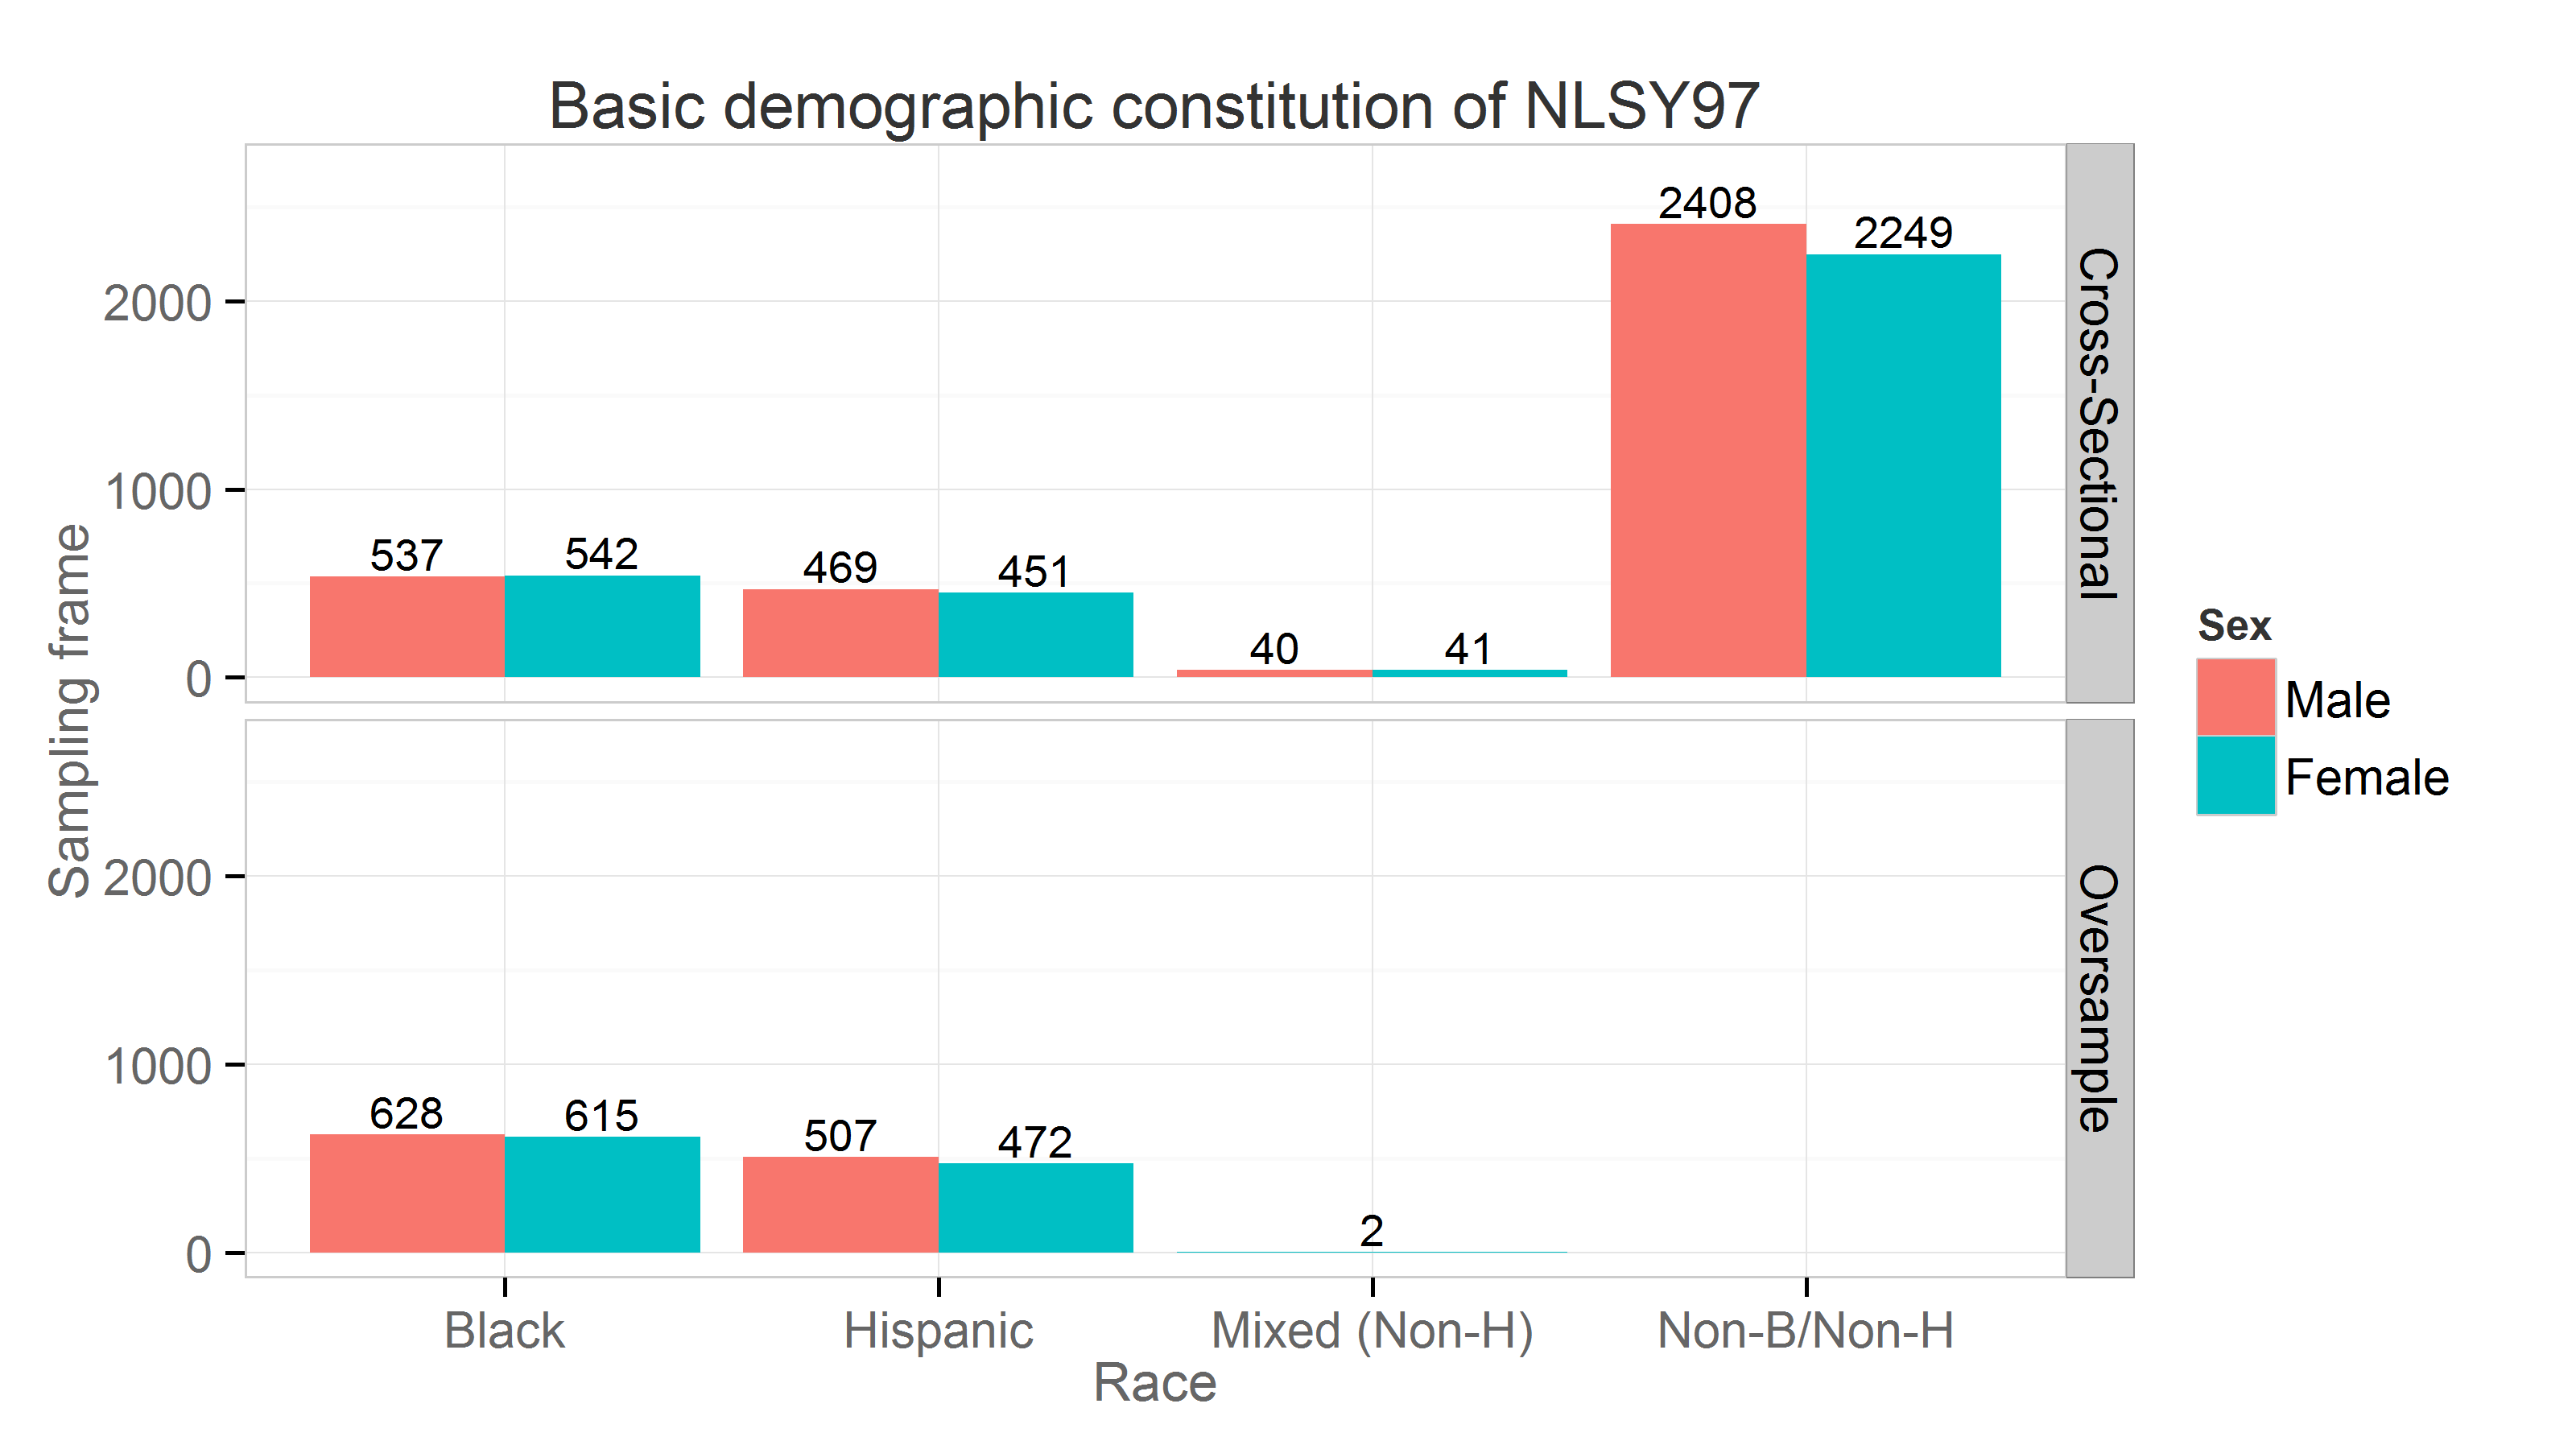 Basic demographic constitution of NLSY97
Sampling frame
2000
1000
0
537
542
469
451
40
41
2408
2249
Cross-Sectional
2000
1000
0
628
615
507
472
2
Oversample
Black
Hispanic
Mixed (Non-H)
Non-B/Non-H
Race
Sex
Male
Female